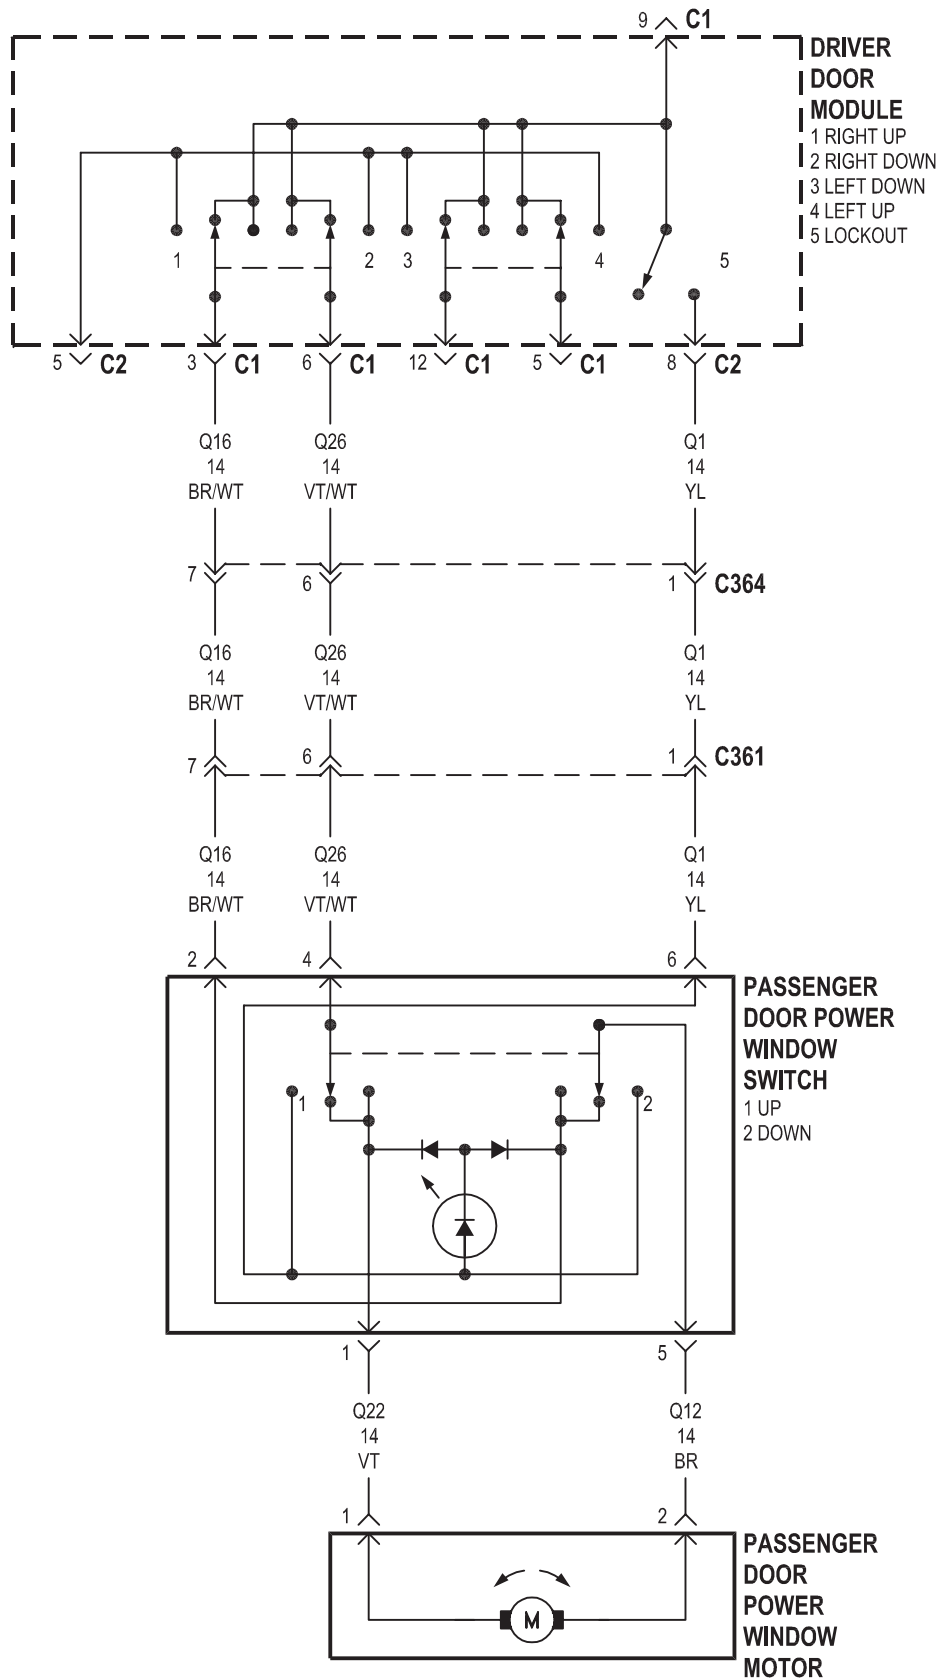 9 C1
DRIVER
DOOR
MODULE
1 RIGHT UP
2 RIGHT DOWN
3 LEFT DOWN
4 LEFT UP
5 LOCKOUT
1 2 3 4 5
5 C2 3 C1 6 C1 12 C1 5 C1 8 C2
Q16 Q26 Q1
14 14 14
BR/WT VT/WT YL
7 6 1 C364
Q16 Q26 Q1
14 14 14
BR/WT VT/WT YL
7 6 1 C361
Q16 Q26 Q1
14 14 14
BR/WT VT/WT YL
2 4 6
PASSENGER
DOOR POWER
WINDOW
SWITCH
1 UP
2 DOWN
1 2
1 5
Q22 Q12
14 14
VT BR
1 2
PASSENGER
DOOR
POWER
WINDOW
MOTOR
M